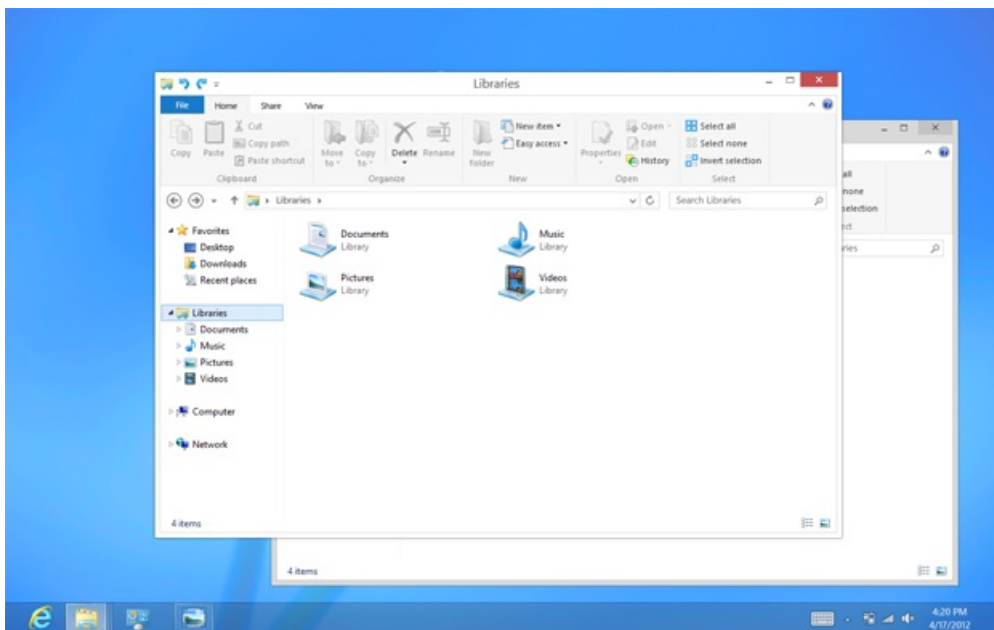 Libraries
File Home Share View
Copy Paste Cut
Copy path
Paste shortcut
Clipboard
Move to Copy to Delete Rename
Organize
New folder New item
Easy access
New
Properties Open
Edit
History
Open
Select all
Select none
Invert selection
Select
Libraries Search Libraries
Favorites
Desktop
Downloads
Recent places
Libraries
Documents
Music
Pictures
Videos
Computer
Network
Documents
Library
Music
Library
Pictures
Library
Videos
Library
4 items
all
none
selection
ect
ries
4 items
4:20 PM
4/17/2012